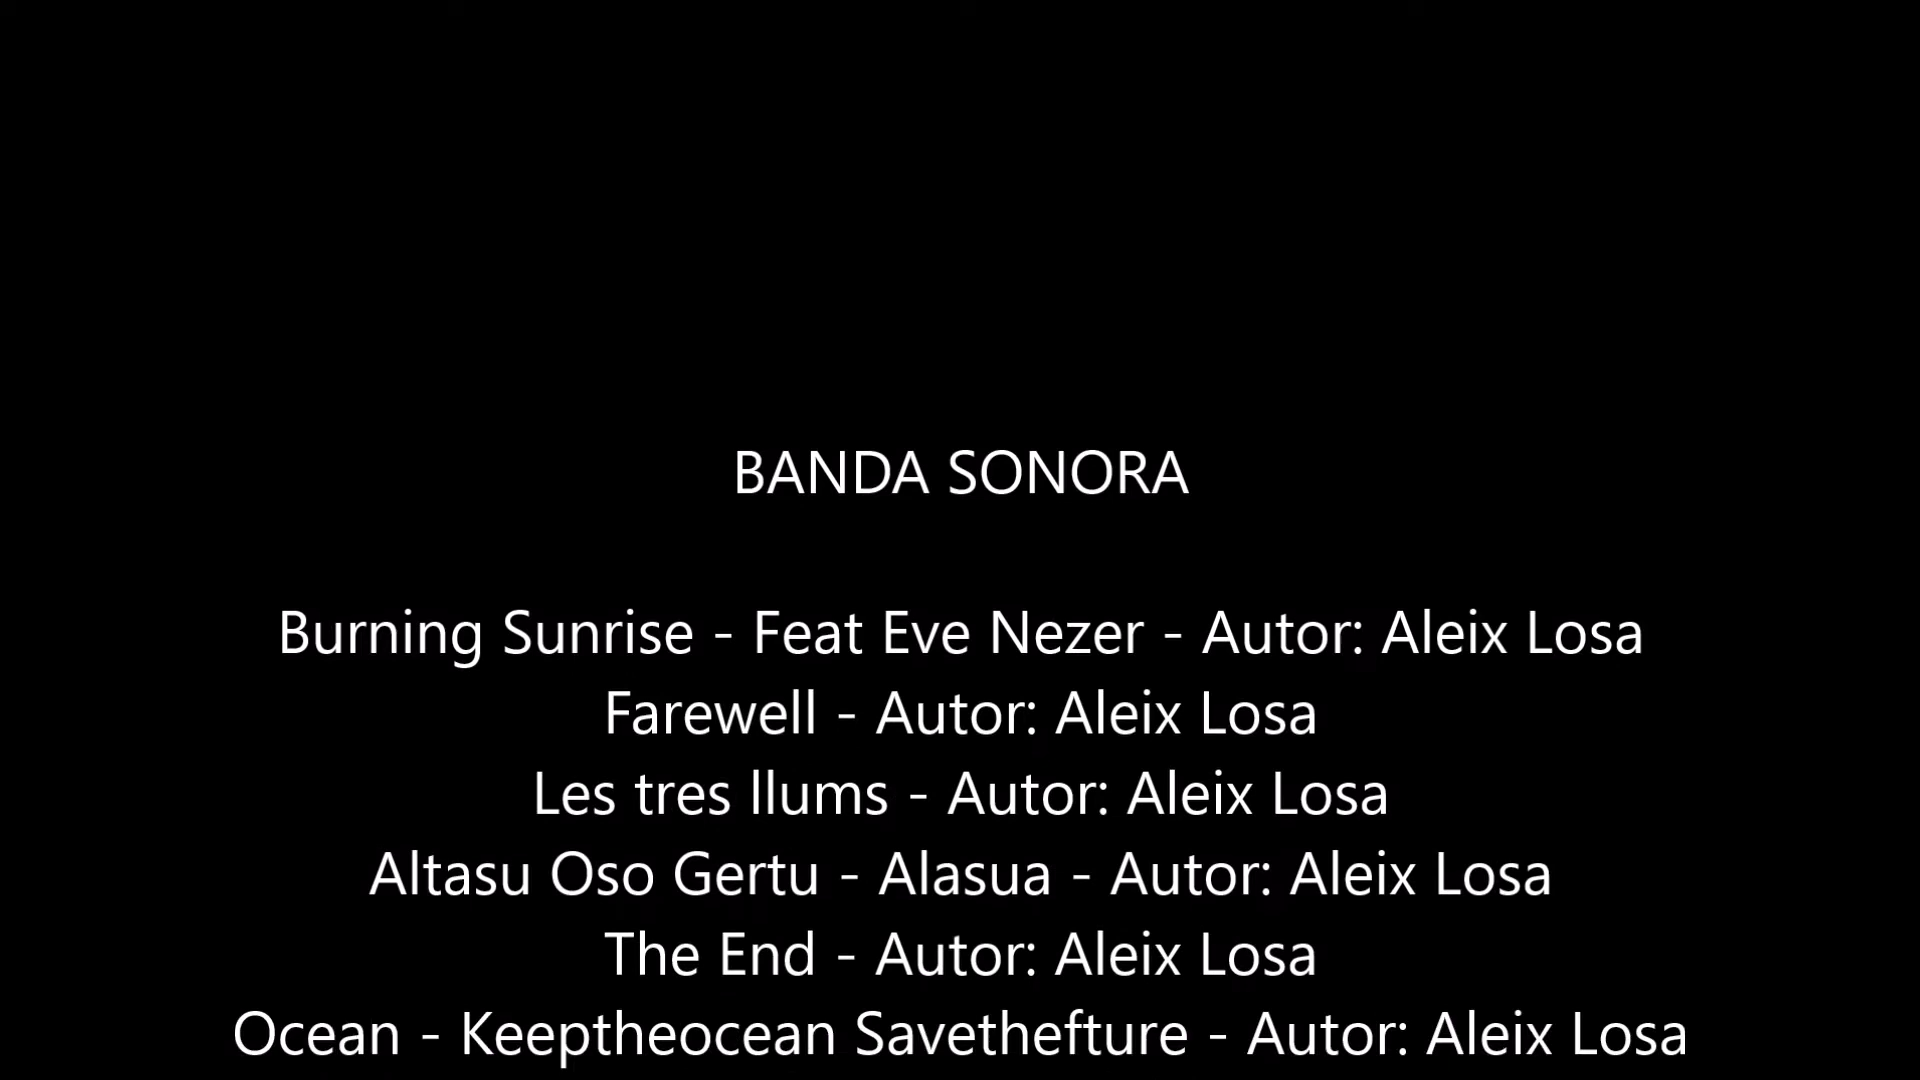 BANDA SONORA
Burning Sunrise - Feat Eve Nezer - Autor: Aleix Losa
Farewell - Autor: Aleix Losa
Les tres llums - Autor: Aleix Losa
Altasu Oso Gertu - Alasua - Autor: Aleix Losa
The End - Autor: Aleix Losa
Ocean - Keeptheocean Savethefture - Autor: Aleix Losa